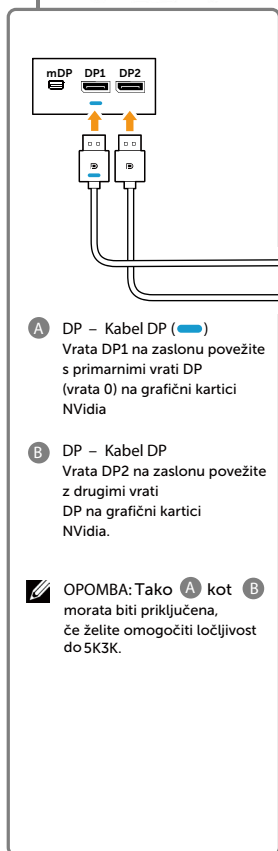 mDP DP1 DP2
A DP – Kabel DP ( )
Vrata DP1 na zaslonu povežite
s primarnimi vrati DP
(vrata 0) na grafični kartici
NVidia
B DP – Kabel DP
Vrata DP2 na zaslonu povežite
z drugimi vrati
DP na grafični kartici
NVidia.
OPOMBA: Tako A kot B
morata biti priključena,
če želite omogočiti ločljivost
do 5K3K.